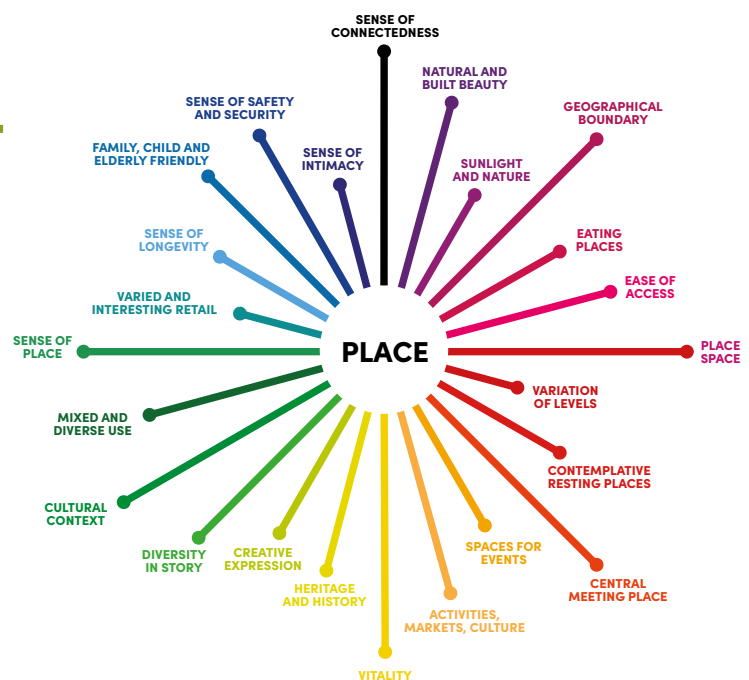 SENSE OF
CONNECTEDNESS
NATURAL AND
BUILT BEAUTY
GEOGRAPHICAL
BOUNDARY
SUNLIGHT
AND NATURE
EATING
PLACES
EASE OF
ACCESS
PLACE
SPACE
VARIATION
OF LEVELS
CONTEMPLATIVE
RESTING PLACES
CENTRAL
MEETING PLACE
SPACES FOR
EVENTS
ACTIVITIES,
MARKETS, CULTURE
VITALITY
HERITAGE
AND HISTORY
CREATIVE
EXPRESSION
DIVERSITY
IN STORY
CULTURAL
CONTEXT
MIXED AND
DIVERSE USE
SENSE OF
PLACE
VARIED AND
INTERESTING RETAIL
SENSE OF
LONGEVITY
FAMILY, CHILD AND
ELDERLY FRIENDLY
SENSE OF SAFETY
AND SECURITY
SENSE OF
INTIMACY
PLACE